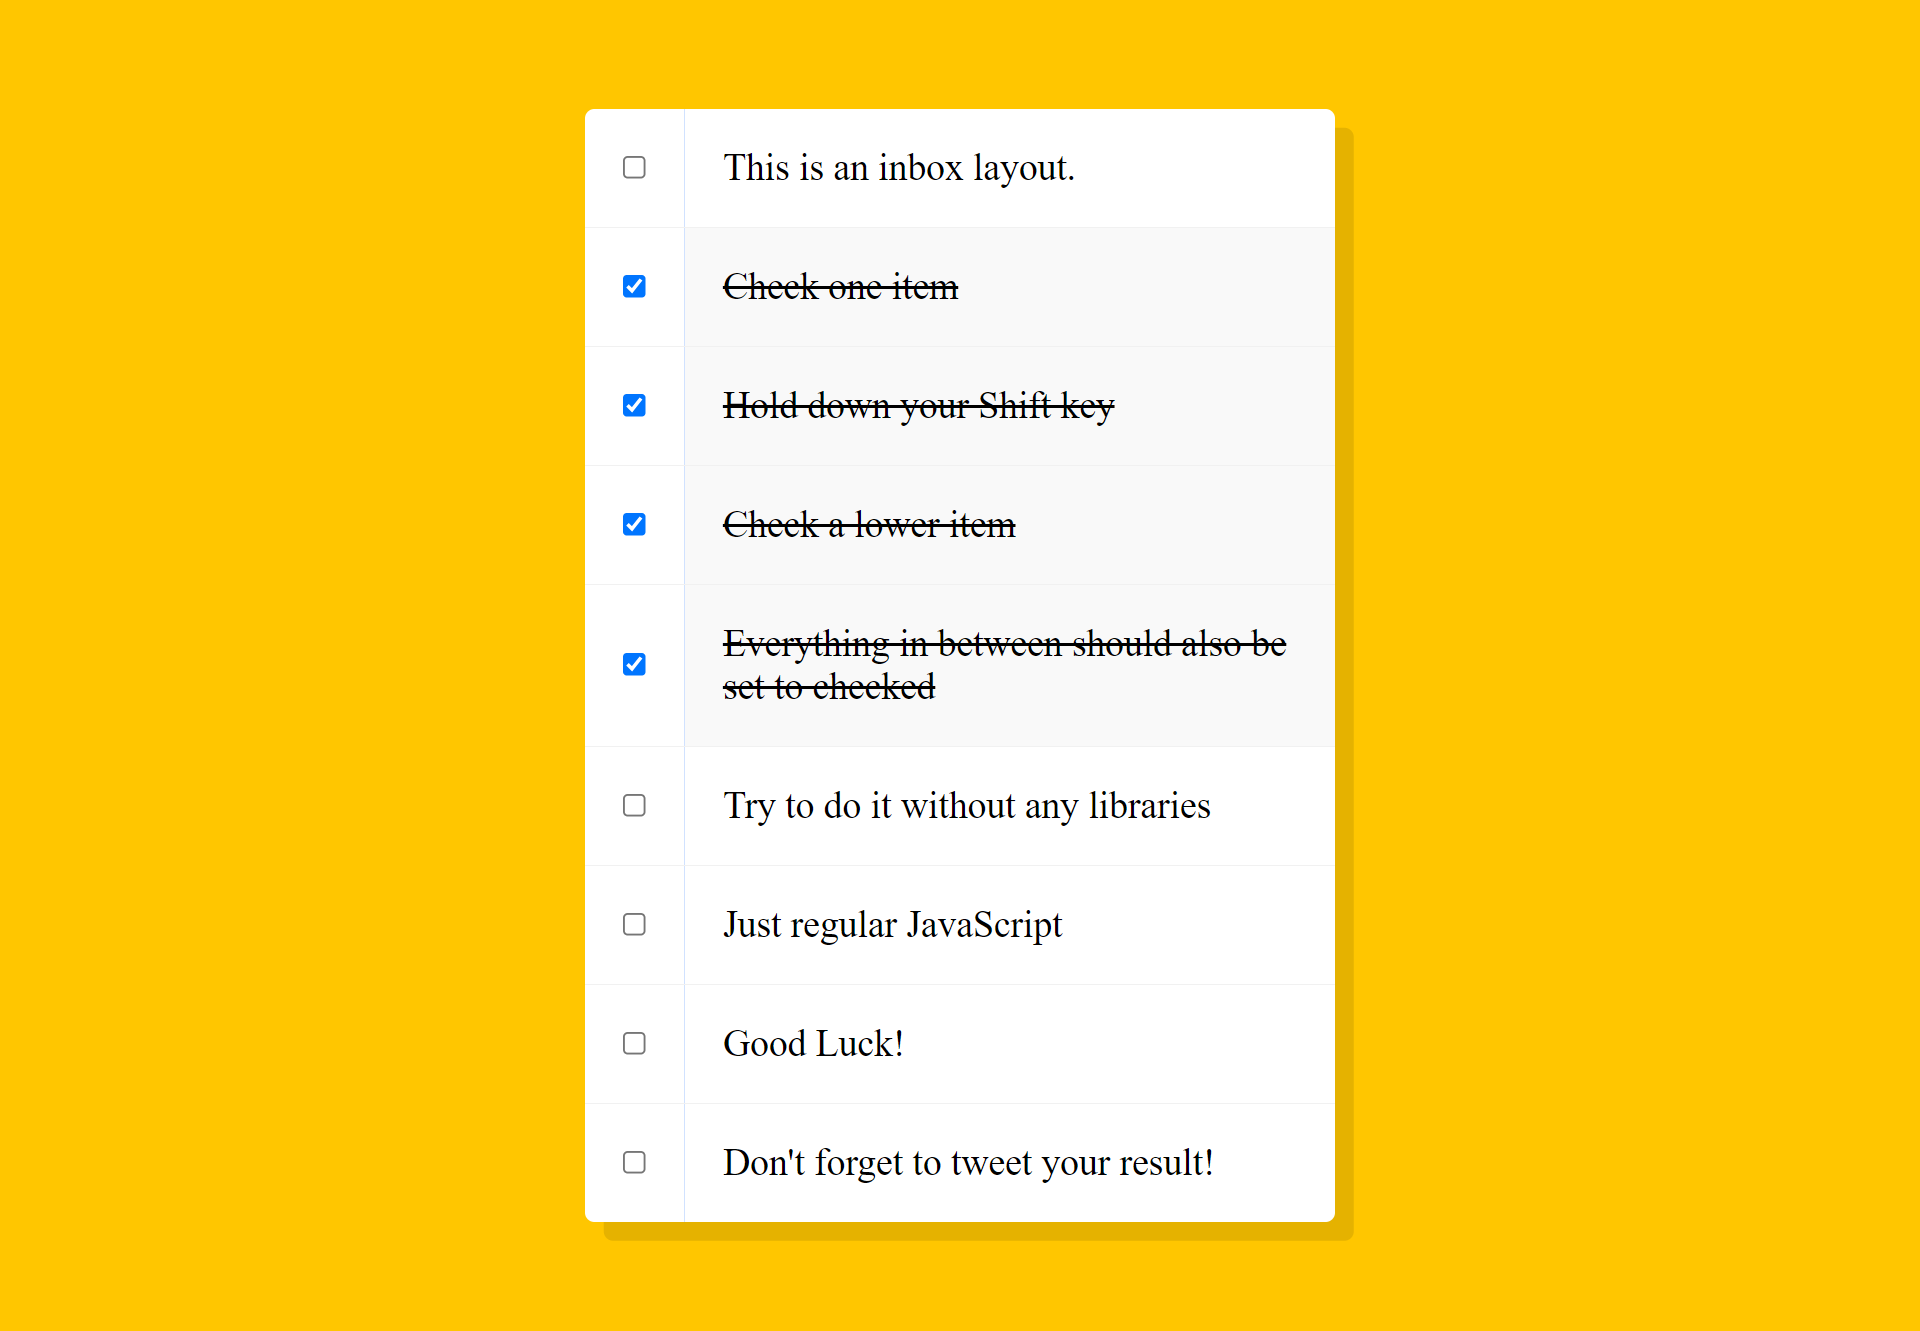 This is an inbox layout.
Check one item
Hold down your Shift key
Check a lower item
Everything in between should also be
set to checked
Try to do it without any libraries
Just regular JavaScript
Good Luck!
Don't forget to tweet your result!